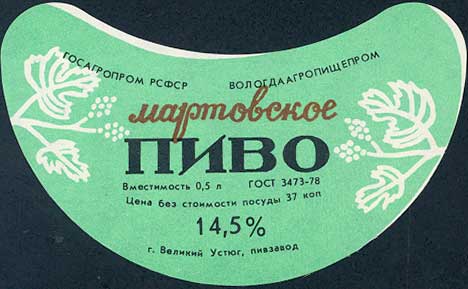 ГОСАГРОПРОМ РСФСР ВОЛОГДААГРОПИЩЕПРОМ
мартовское
ПИВО
Вместимость 0,5 л ГОСТ 3473-78
Цена без стоимости посуды 37 коп
14,5%
г. Великий Устюг, пивзавод